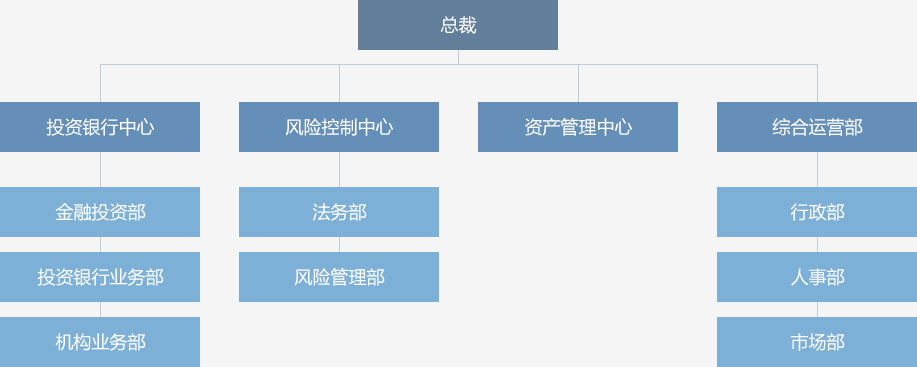 总裁
投资银行中心
风险控制中心
资产管理中心
综合运营部
金融投资部
法务部
行政部
投资银行业务部
风险管理部
人事部
机构业务部
市场部